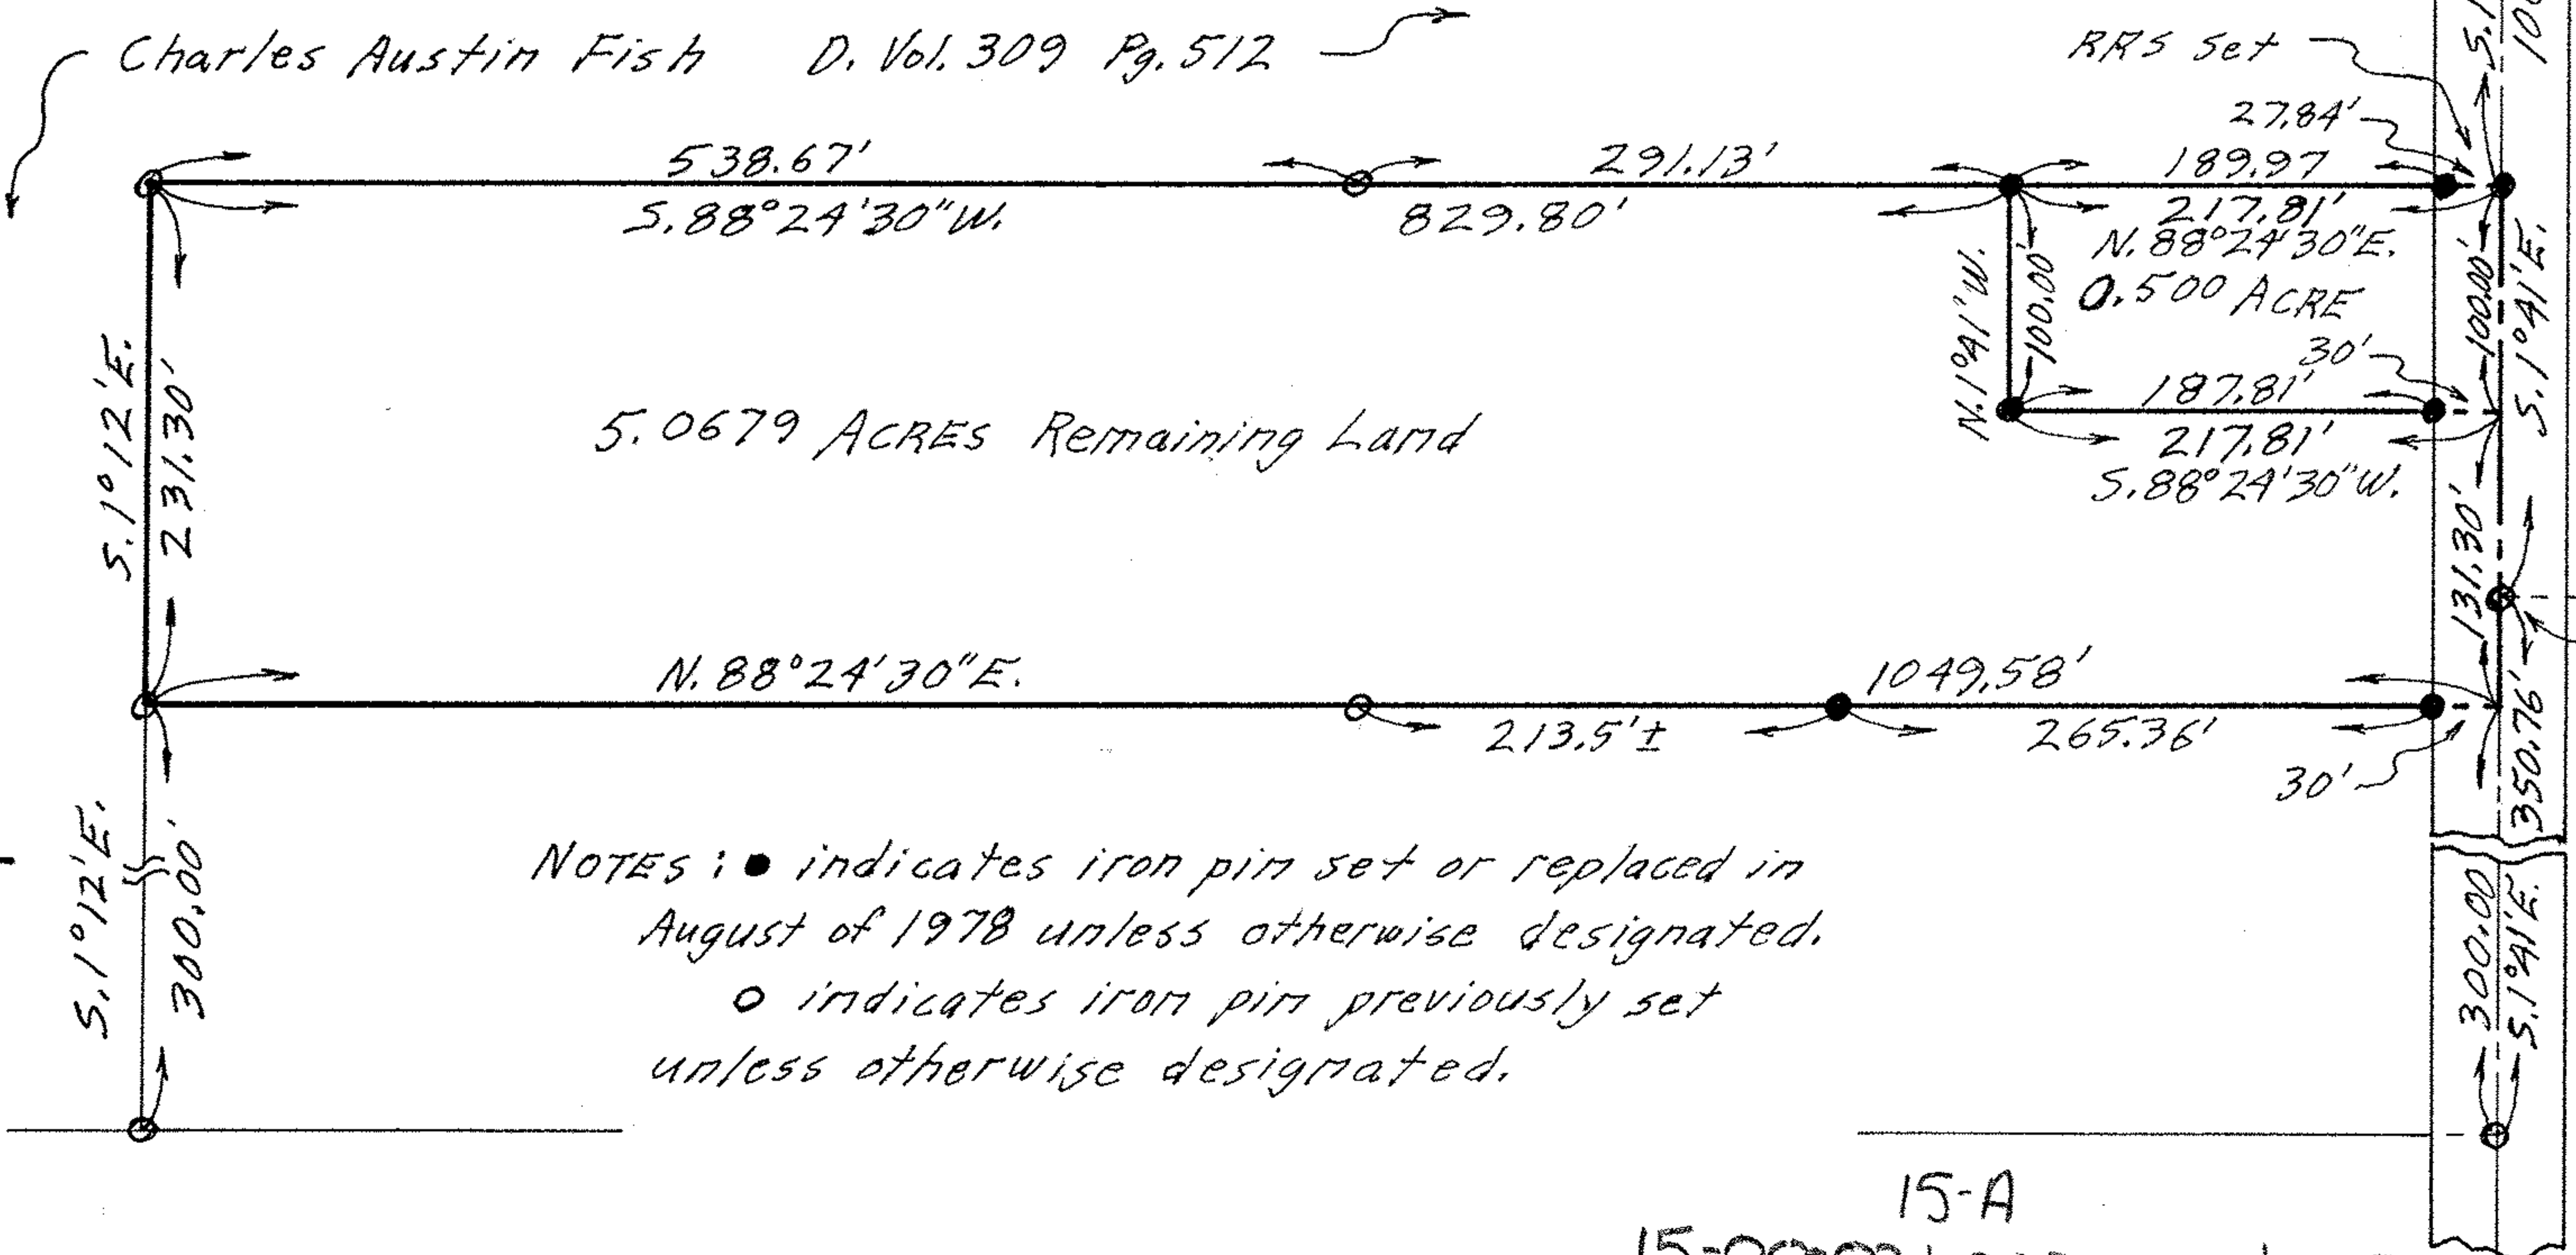 Charles Austin Fish D. Vol. 309 Pg. 512
RRS Set
27.84'
538.67'
291.13'
189.97
S. 88°24'30" W.
829.80'
217.81'
N. 88°24'30" E.
0.500 ACRE
N. 1°41' W.
100.00'
100.00'
S. 1°41' E.
30'
187.81'
217.81'
S. 88°24'30" W.
S. 1°12' E.
231.30'
5.0679 ACRES Remaining Land
131.30'
N. 88°24'30" E.
1049.58'
213.5'±
265.36'
30'
350.76'
S. 1°12' E.
300.00'
NOTES : ● indicates iron pin set or replaced in
August of 1978 unless otherwise designated.
○ indicates iron pin previously set
unless otherwise designated.
300.00
S. 1°41' E.
15-A